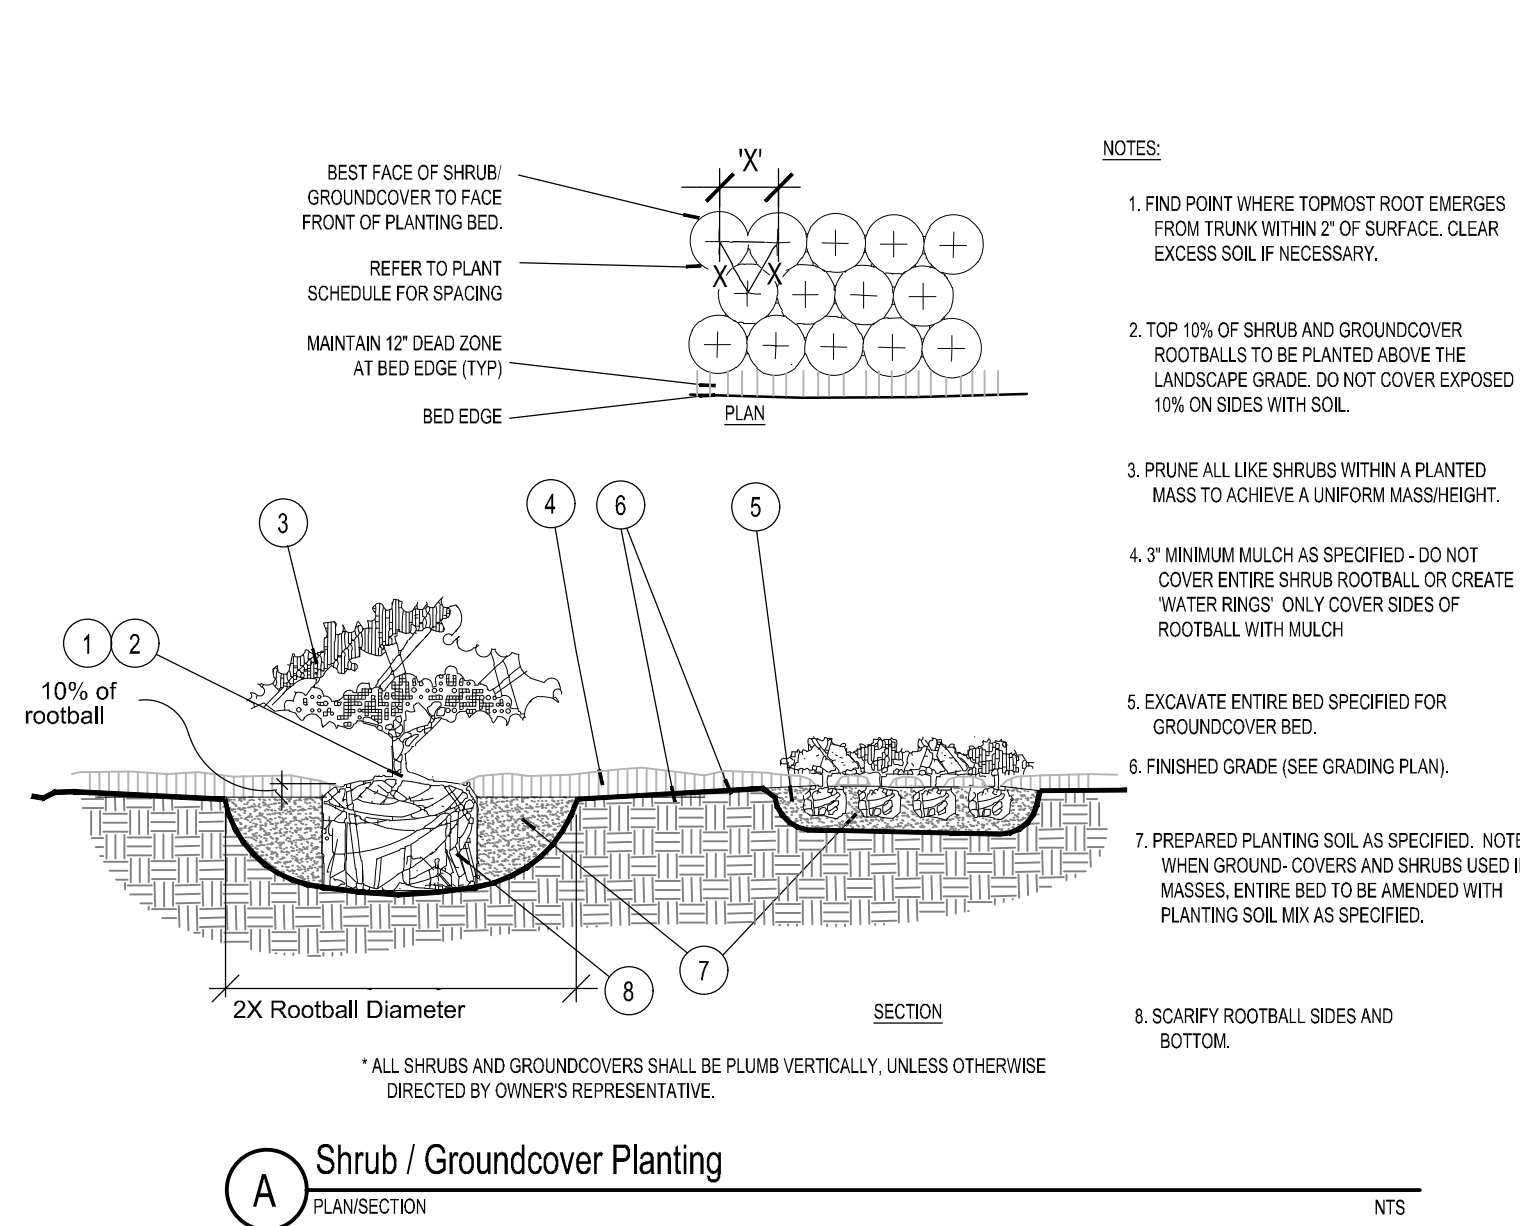 BEST FACE OF SHRUB/
GROUNDCOVER TO FACE
FRONT OF PLANTING BED.
REFER TO PLANT
SCHEDULE FOR SPACING
MAINTAIN 12" DEAD ZONE
AT BED EDGE (TYP)
BED EDGE
'X'
X
X
PLAN
3
4
6
5
1
2
10% of
rootball
7
8
2X Rootball Diameter
SECTION
* ALL SHRUBS AND GROUNDCOVERS SHALL BE PLUMB VERTICALLY, UNLESS OTHERWISE
DIRECTED BY OWNER'S REPRESENTATIVE.
NOTES:
1. FIND POINT WHERE TOPMOST ROOT EMERGES
FROM TRUNK WITHIN 2" OF SURFACE. CLEAR
EXCESS SOIL IF NECESSARY.
2. TOP 10% OF SHRUB AND GROUNDCOVER
ROOTBALLS TO BE PLANTED ABOVE THE
LANDSCAPE GRADE. DO NOT COVER EXPOSED
10% ON SIDES WITH SOIL.
3. PRUNE ALL LIKE SHRUBS WITHIN A PLANTED
MASS TO ACHIEVE A UNIFORM MASS/HEIGHT.
4. 3" MINIMUM MULCH AS SPECIFIED - DO NOT
COVER ENTIRE SHRUB ROOTBALL OR CREATE
'WATER RINGS' ONLY COVER SIDES OF
ROOTBALL WITH MULCH
5. EXCAVATE ENTIRE BED SPECIFIED FOR
GROUNDCOVER BED.
6. FINISHED GRADE (SEE GRADING PLAN).
7. PREPARED PLANTING SOIL AS SPECIFIED. NOTE
WHEN GROUND- COVERS AND SHRUBS USED
MASSES, ENTIRE BED TO BE AMENDED WITH
PLANTING SOIL MIX AS SPECIFIED.
8. SCARIFY ROOTBALL SIDES AND
BOTTOM.
A
Shrub / Groundcover Planting
PLAN/SECTION
NTS